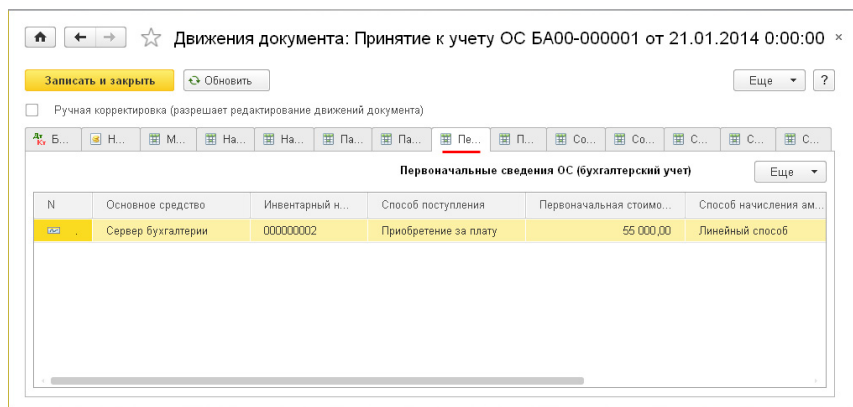 Движения документа: Принятие к учету ОС БА00-000001 от 21.01.2014 0:00:00 ×
Записать и закрыть Обновить Еще ?
Ручная корректировка (разрешает редактирование движений документа)
Дт Кт Б... Н... М... На... На... Па... Па... Пе... П... Со... Со... С... С... С...
Первоначальные сведения ОС (бухгалтерский учет) Еще
N Основное средство Инвентарный н... Способ поступления Первоначальная стоимо... Способ начисления ам...
Сервер бухгалтерии 000000002 Приобретение за плату 55 000,00 Линейный способ